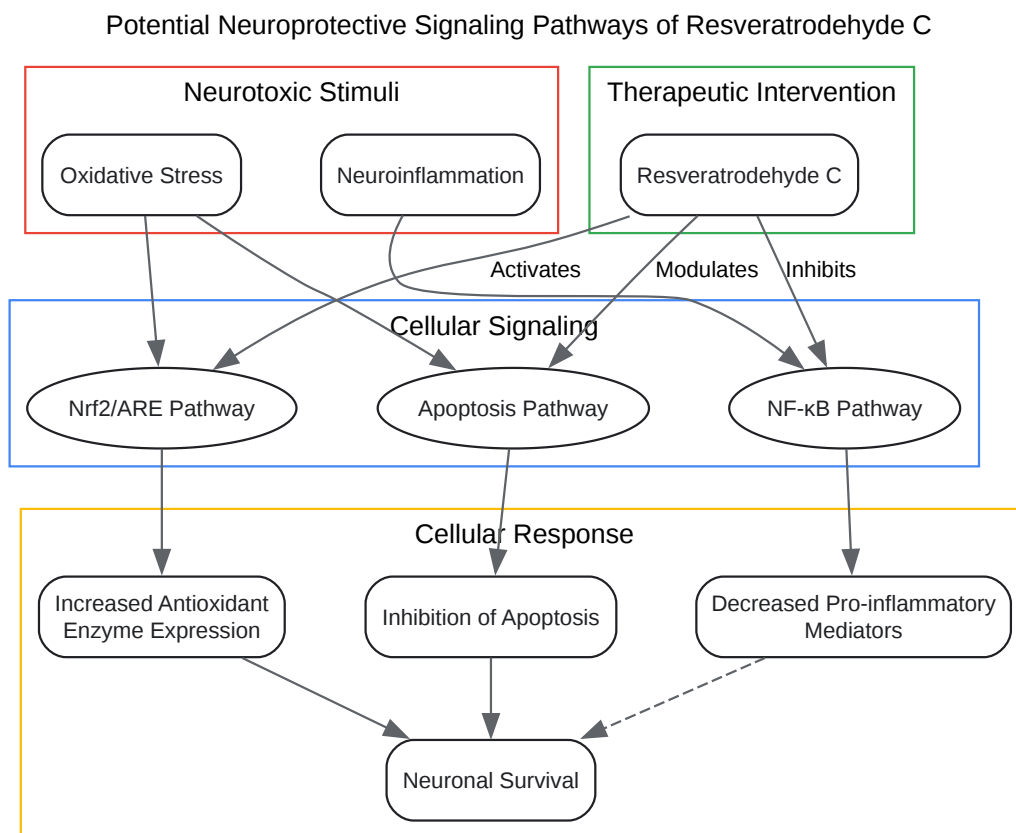 Potential Neuroprotective Signaling Pathways of Resveratrodehyde C
Neurotoxic Stimuli
Therapeutic Intervention
Oxidative Stress
Neuroinflammation
Resveratrodehyde C
Activates
Modulates
Inhibits
Cellular Signaling
Nrf2/ARE Pathway
Apoptosis Pathway
NF-κB Pathway
Cellular Response
Increased Antioxidant
Enzyme Expression
Inhibition of Apoptosis
Decreased Pro-inflammatory
Mediators
Neuronal Survival